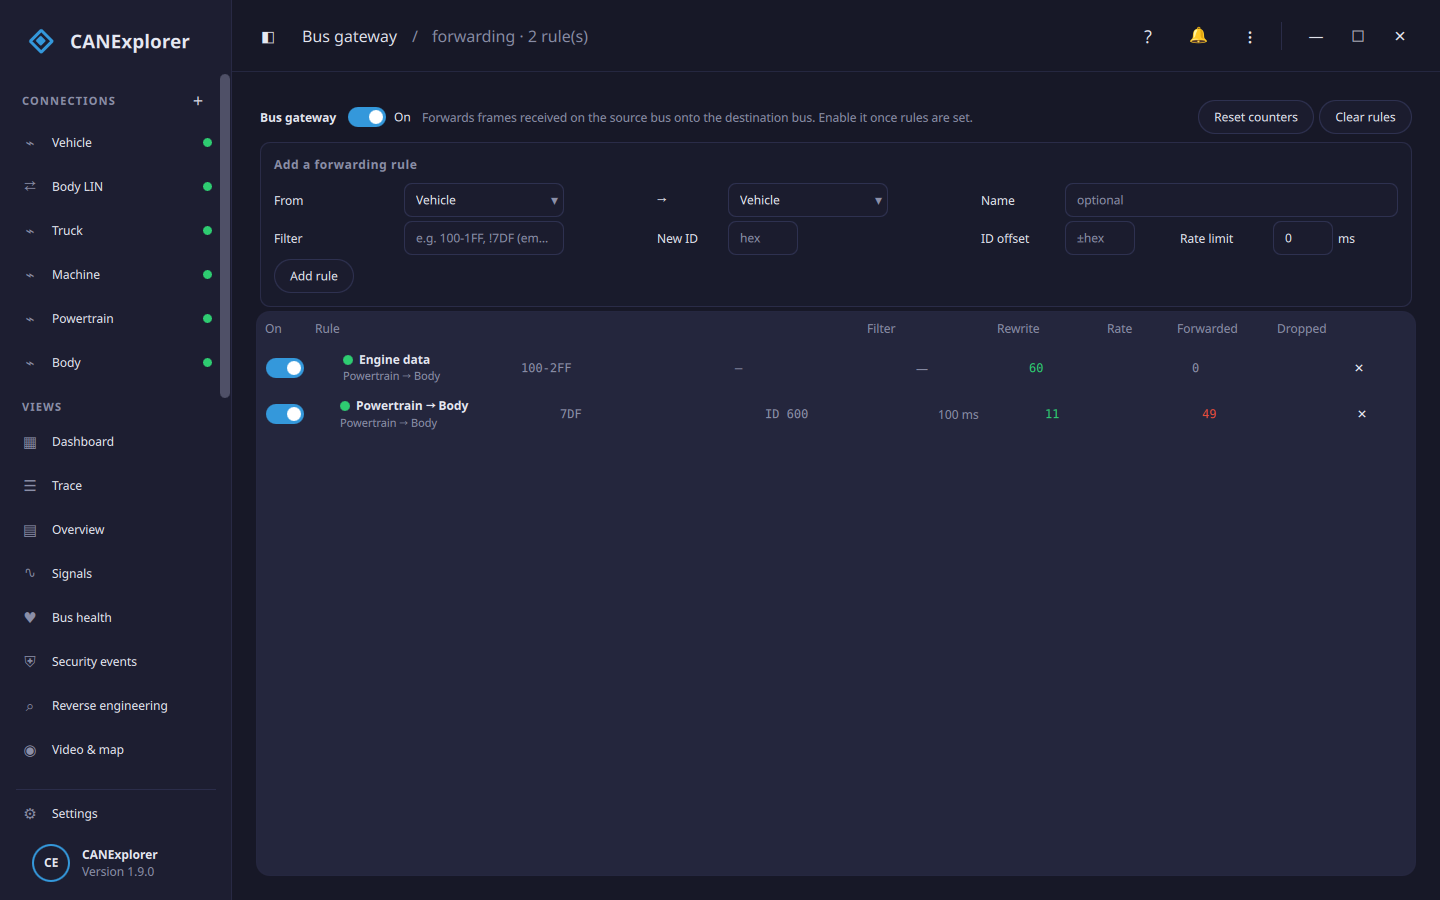 CANExplorer
Bus gateway / forwarding · 2 rule(s)
?
CONNECTIONS +
Vehicle
Body LIN
Truck
Machine
Powertrain
Body
VIEWS
Dashboard
Trace
Overview
Signals
Bus health
Security events
Reverse engineering
Video & map
Settings
CE
CANExplorer
Version 1.9.0
Bus gateway On Forwards frames received on the source bus onto the destination bus. Enable it once rules are set. Reset counters Clear rules
Add a forwarding rule
From Vehicle → Vehicle Name optional
Filter e.g. 100-1FF, !7DF (em... New ID hex ID offset ±hex Rate limit 0 ms
Add rule
On Rule Filter Rewrite Rate Forwarded Dropped
Engine data 100-2FF — — 60 0 ✕
Powertrain → Body
Powertrain → Body 7DF ID 600 100 ms 11 49 ✕
Powertrain → Body